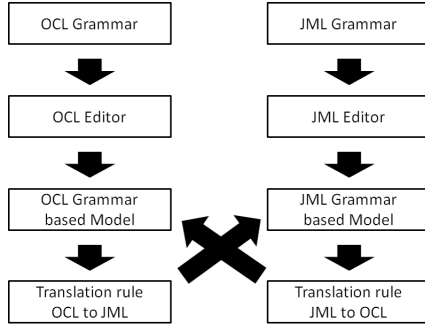 OCL Grammar
JML Grammar
OCL Editor
JML Editor
OCL Grammar
based Model
JML Grammar
based Model
Translation rule
OCL to JML
Translation rule
JML to OCL